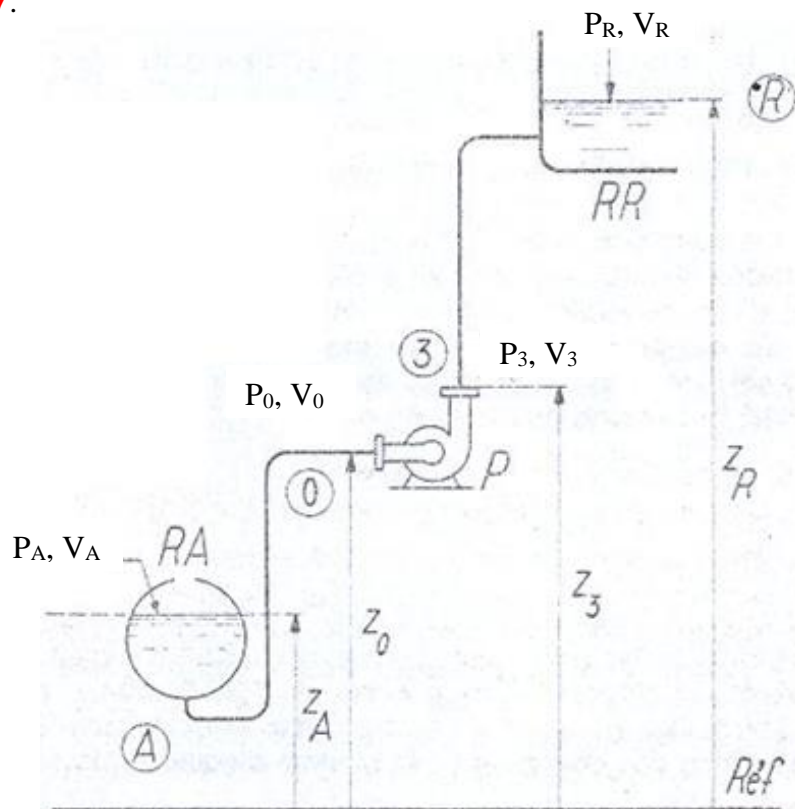 .
P_R, V_R
R
RR
3
P_3, V_3
P_0, V_0
P
0
z_R
P_A, V_A
RA
z_3
z_0
z_A
A
Réf